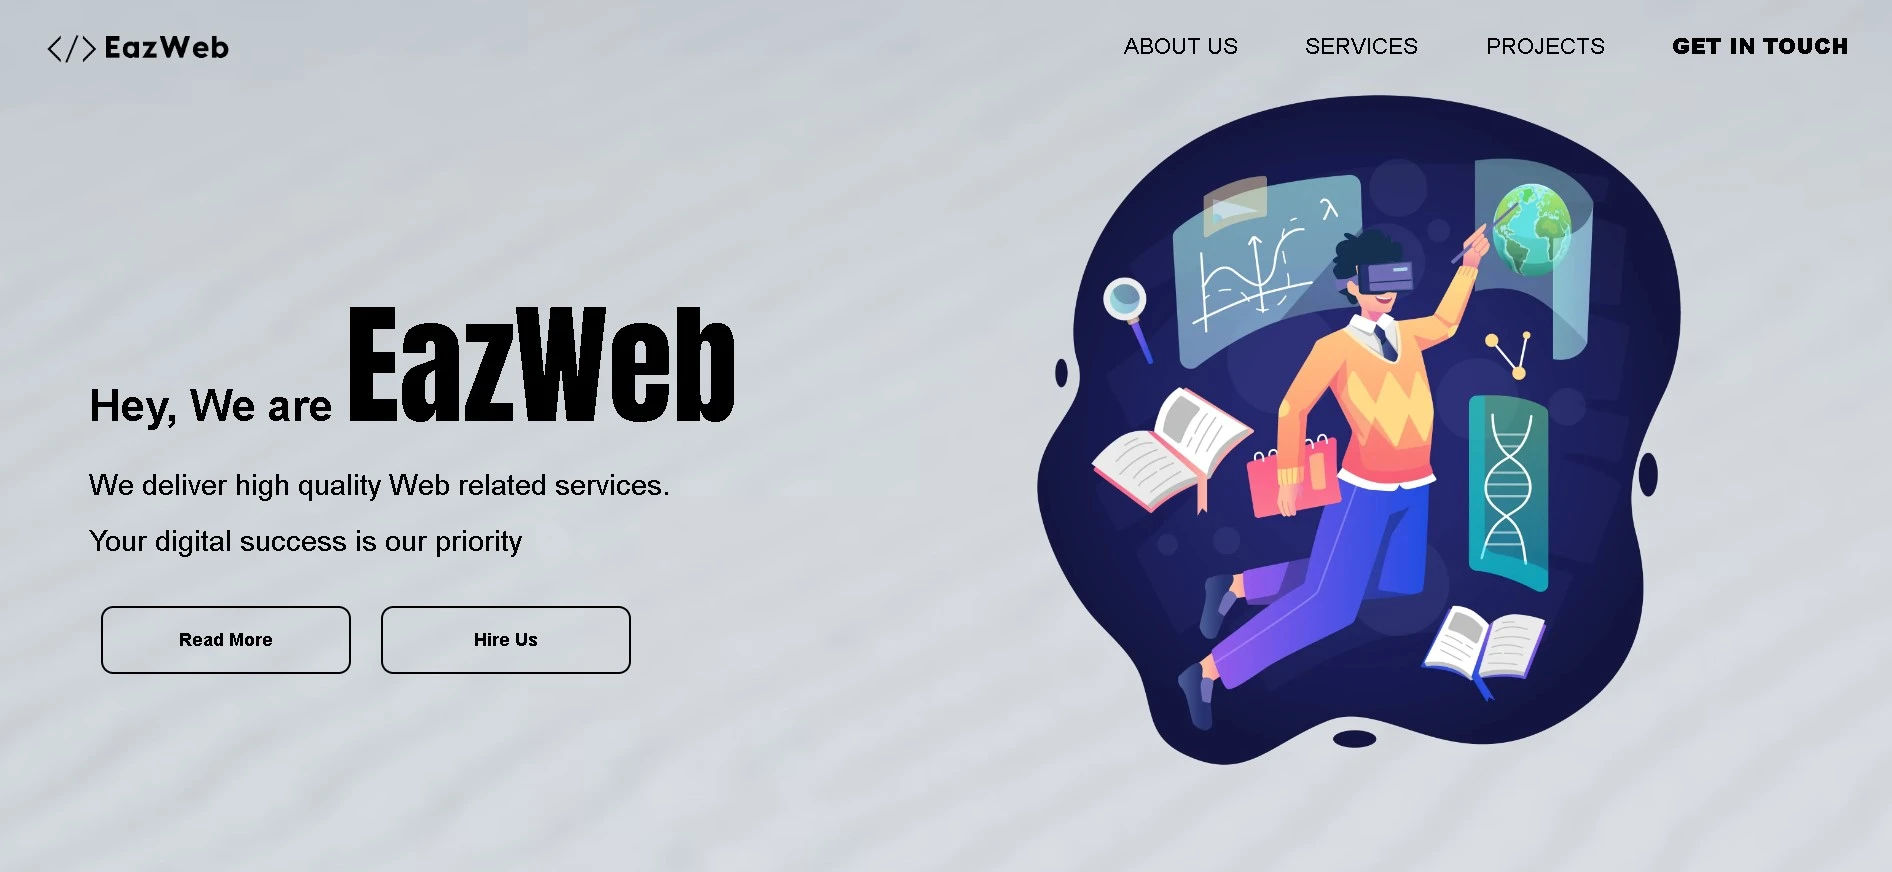 </> EazWeb
ABOUT US
SERVICES
PROJECTS
GET IN TOUCH
λ
Hey, We are EazWeb
We deliver high quality Web related services.
Your digital success is our priority
Read More
Hire Us